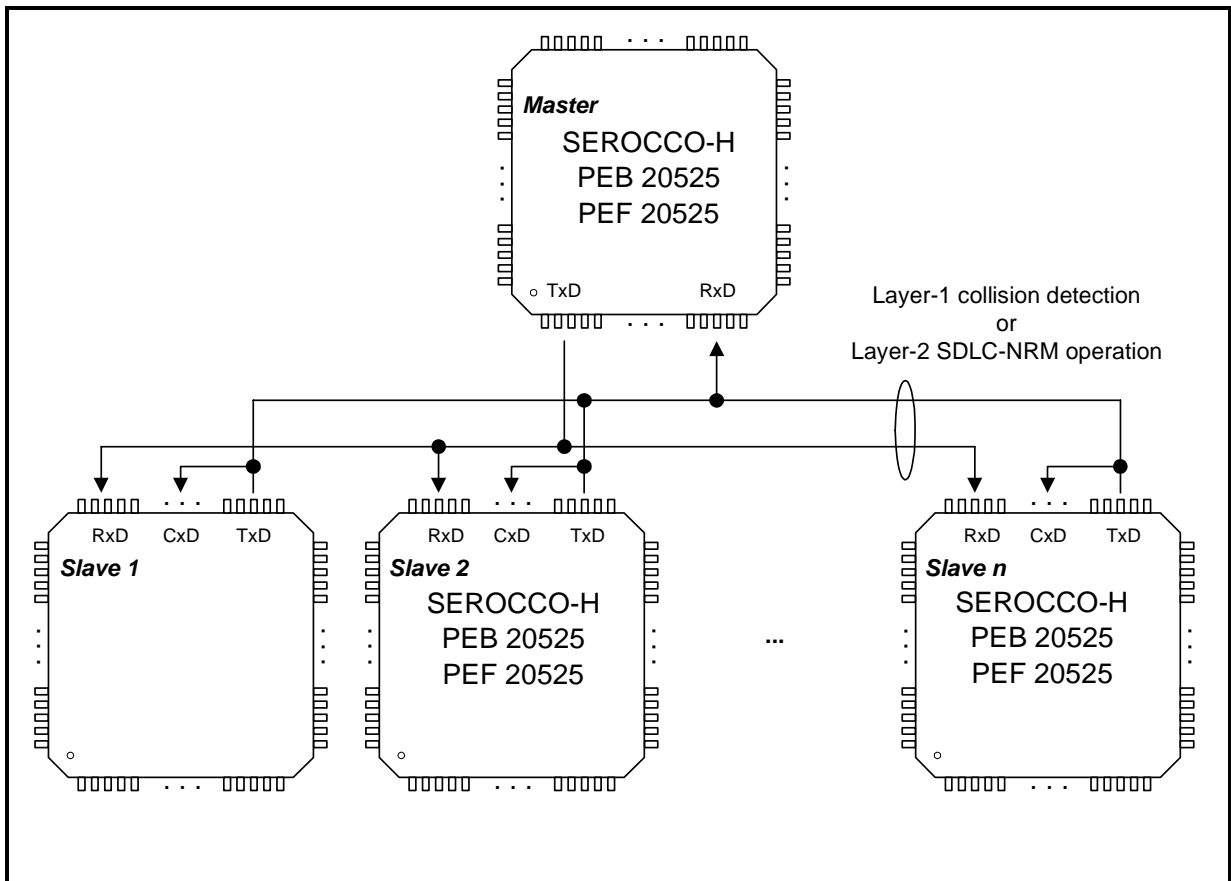 Master
SEROCCO-H
PEB 20525
PEF 20525
TxD
RxD
Layer-1 collision detection
or
Layer-2 SDLC-NRM operation
RxD CxD TxD
Slave 1
RxD CxD TxD
Slave 2
SEROCCO-H
PEB 20525
PEF 20525
...
RxD CxD TxD
Slave n
SEROCCO-H
PEB 20525
PEF 20525